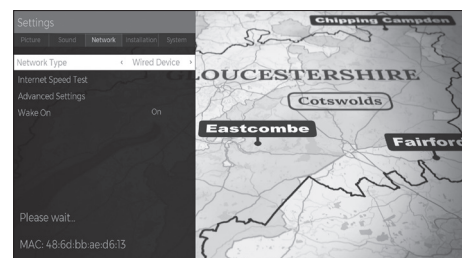 Settings
Picture Sound Network Installation System
Network Type ‹ Wired Device ›
Internet Speed Test
Advanced Settings
Wake On On
Please wait...
MAC: 48:6d:bb:ae:d6:13
Chipping Campden
GLOUCESTERSHIRE
Cotswolds
Eastcombe
Fairford